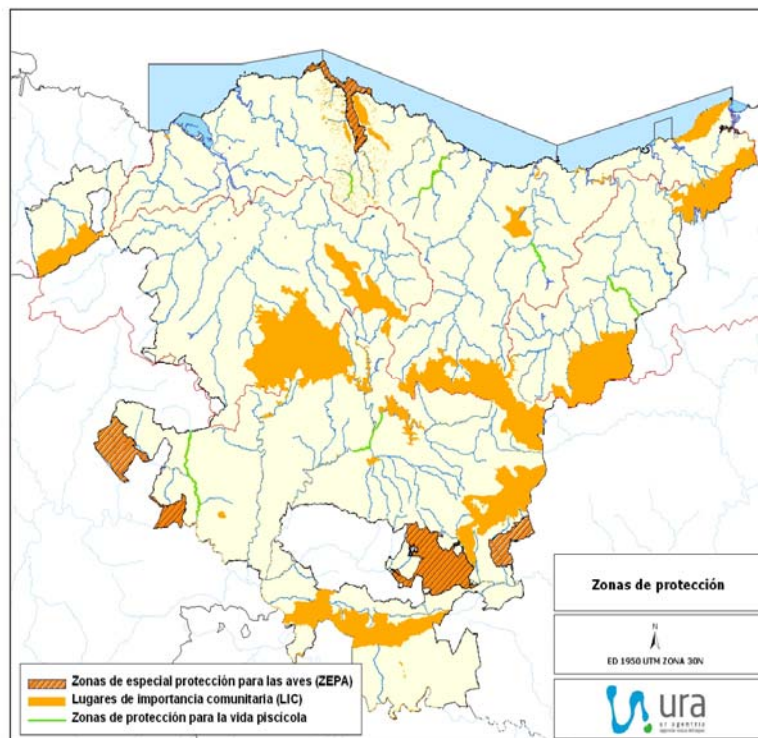 Zonas de protección
N
ED 1950 UTM ZONA 30N
Zonas de especial protección para las aves (ZEPA)
Lugares de importancia comunitaria (LIC)
Zonas de protección para la vida piscícola
ura
ur agentzia